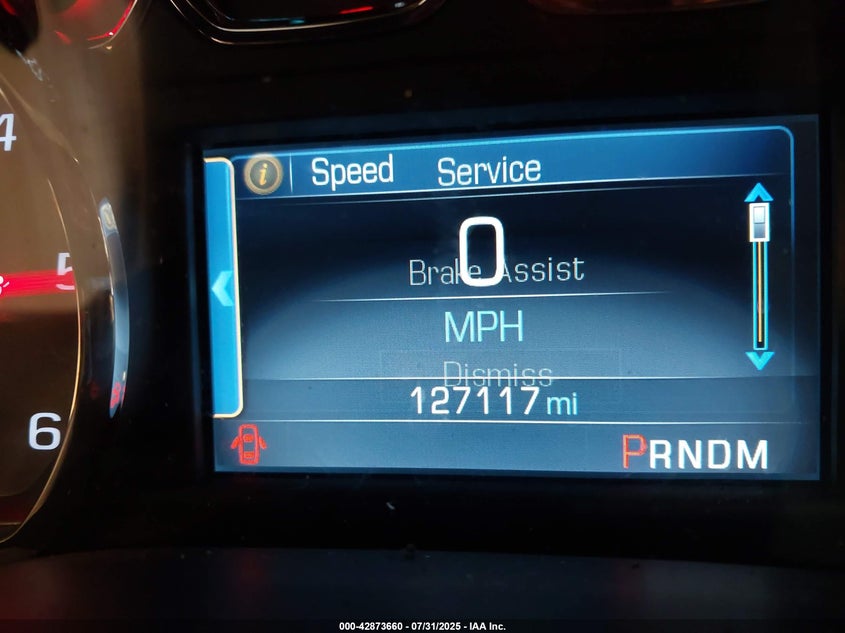 4
5
6
i Speed Service
0
Brake Assist
MPH
Dismiss
127117 mi
PRNDM
000-42873660 - 07/31/2025 - IAA Inc.